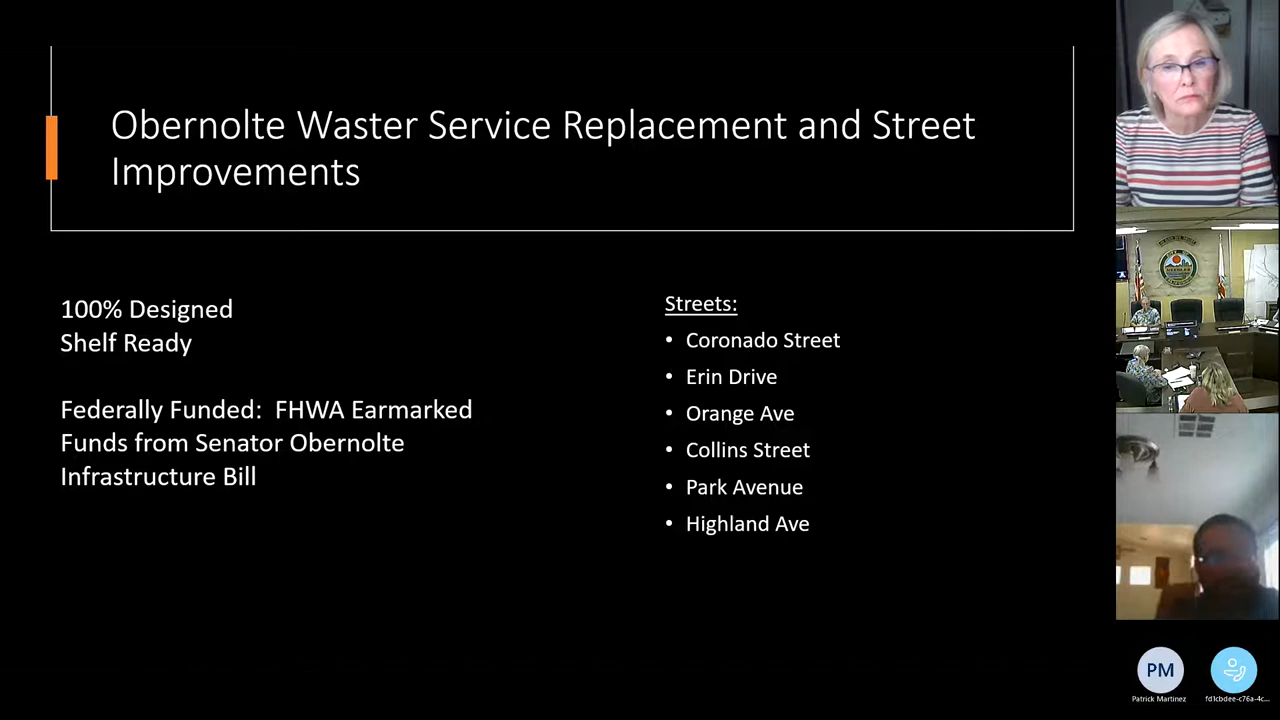 Obernolte Waster Service Replacement and Street
Improvements
100% Designed
Shelf Ready
Federally Funded: FHWA Earmarked
Funds from Senator Obernolte
Infrastructure Bill
Streets:
• Coronado Street
• Erin Drive
• Orange Ave
• Collins Street
• Park Avenue
• Highland Ave
NEEDLES
PM
Patrick Martinez
fd1cbdee-c76a-4c...